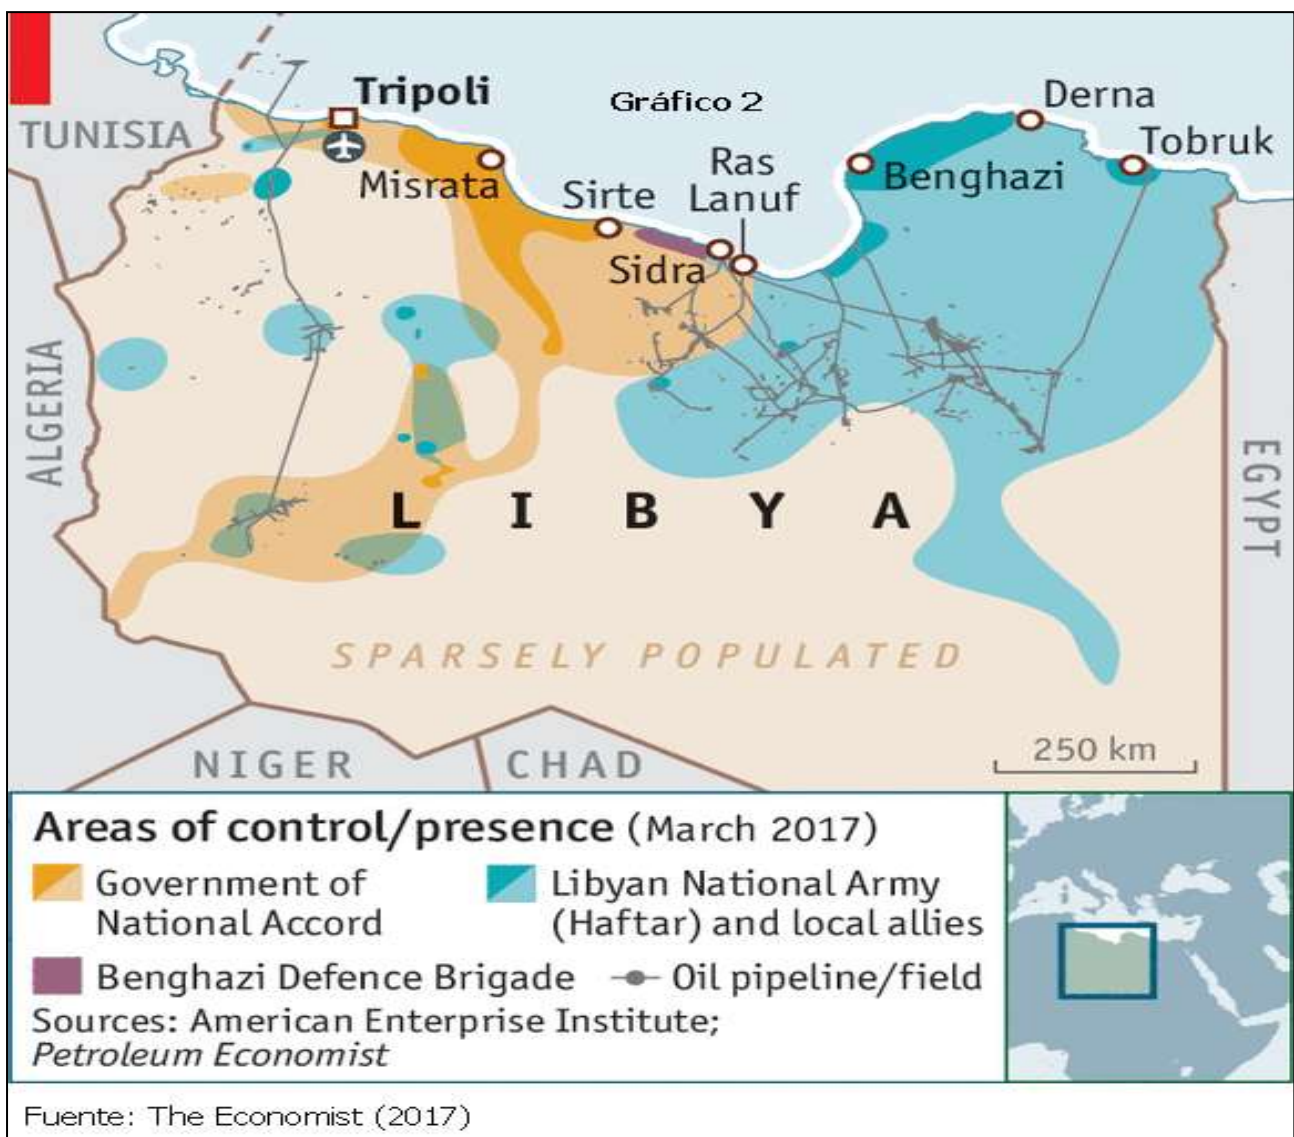 Gráfico 2
Tripoli
TUNISIA
Misrata
Sirte
Sidra
Ras
Lanuf
Benghazi
Derna
Tobruk
ALGERIA
LIBYA
EGYPT
SPARSELY POPULATED
NIGER
CHAD
250 km
Areas of control/presence (March 2017)
Government of
National Accord
Libyan National Army
(Haftar) and local allies
Benghazi Defence Brigade
Oil pipeline/field
Sources: American Enterprise Institute;
Petroleum Economist
Fuente: The Economist (2017)